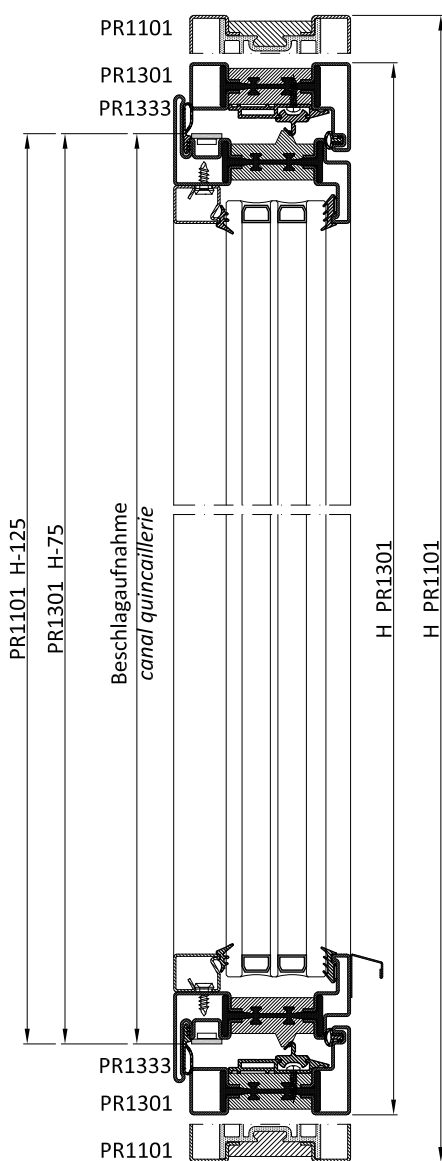 PR1101
PR1301
PR1333
PR1101 H-125
PR1301 H-75
Beschlagaufnahme
canal quincaillerie
H PR1301
H PR1101
PR1333
PR1301
PR1101